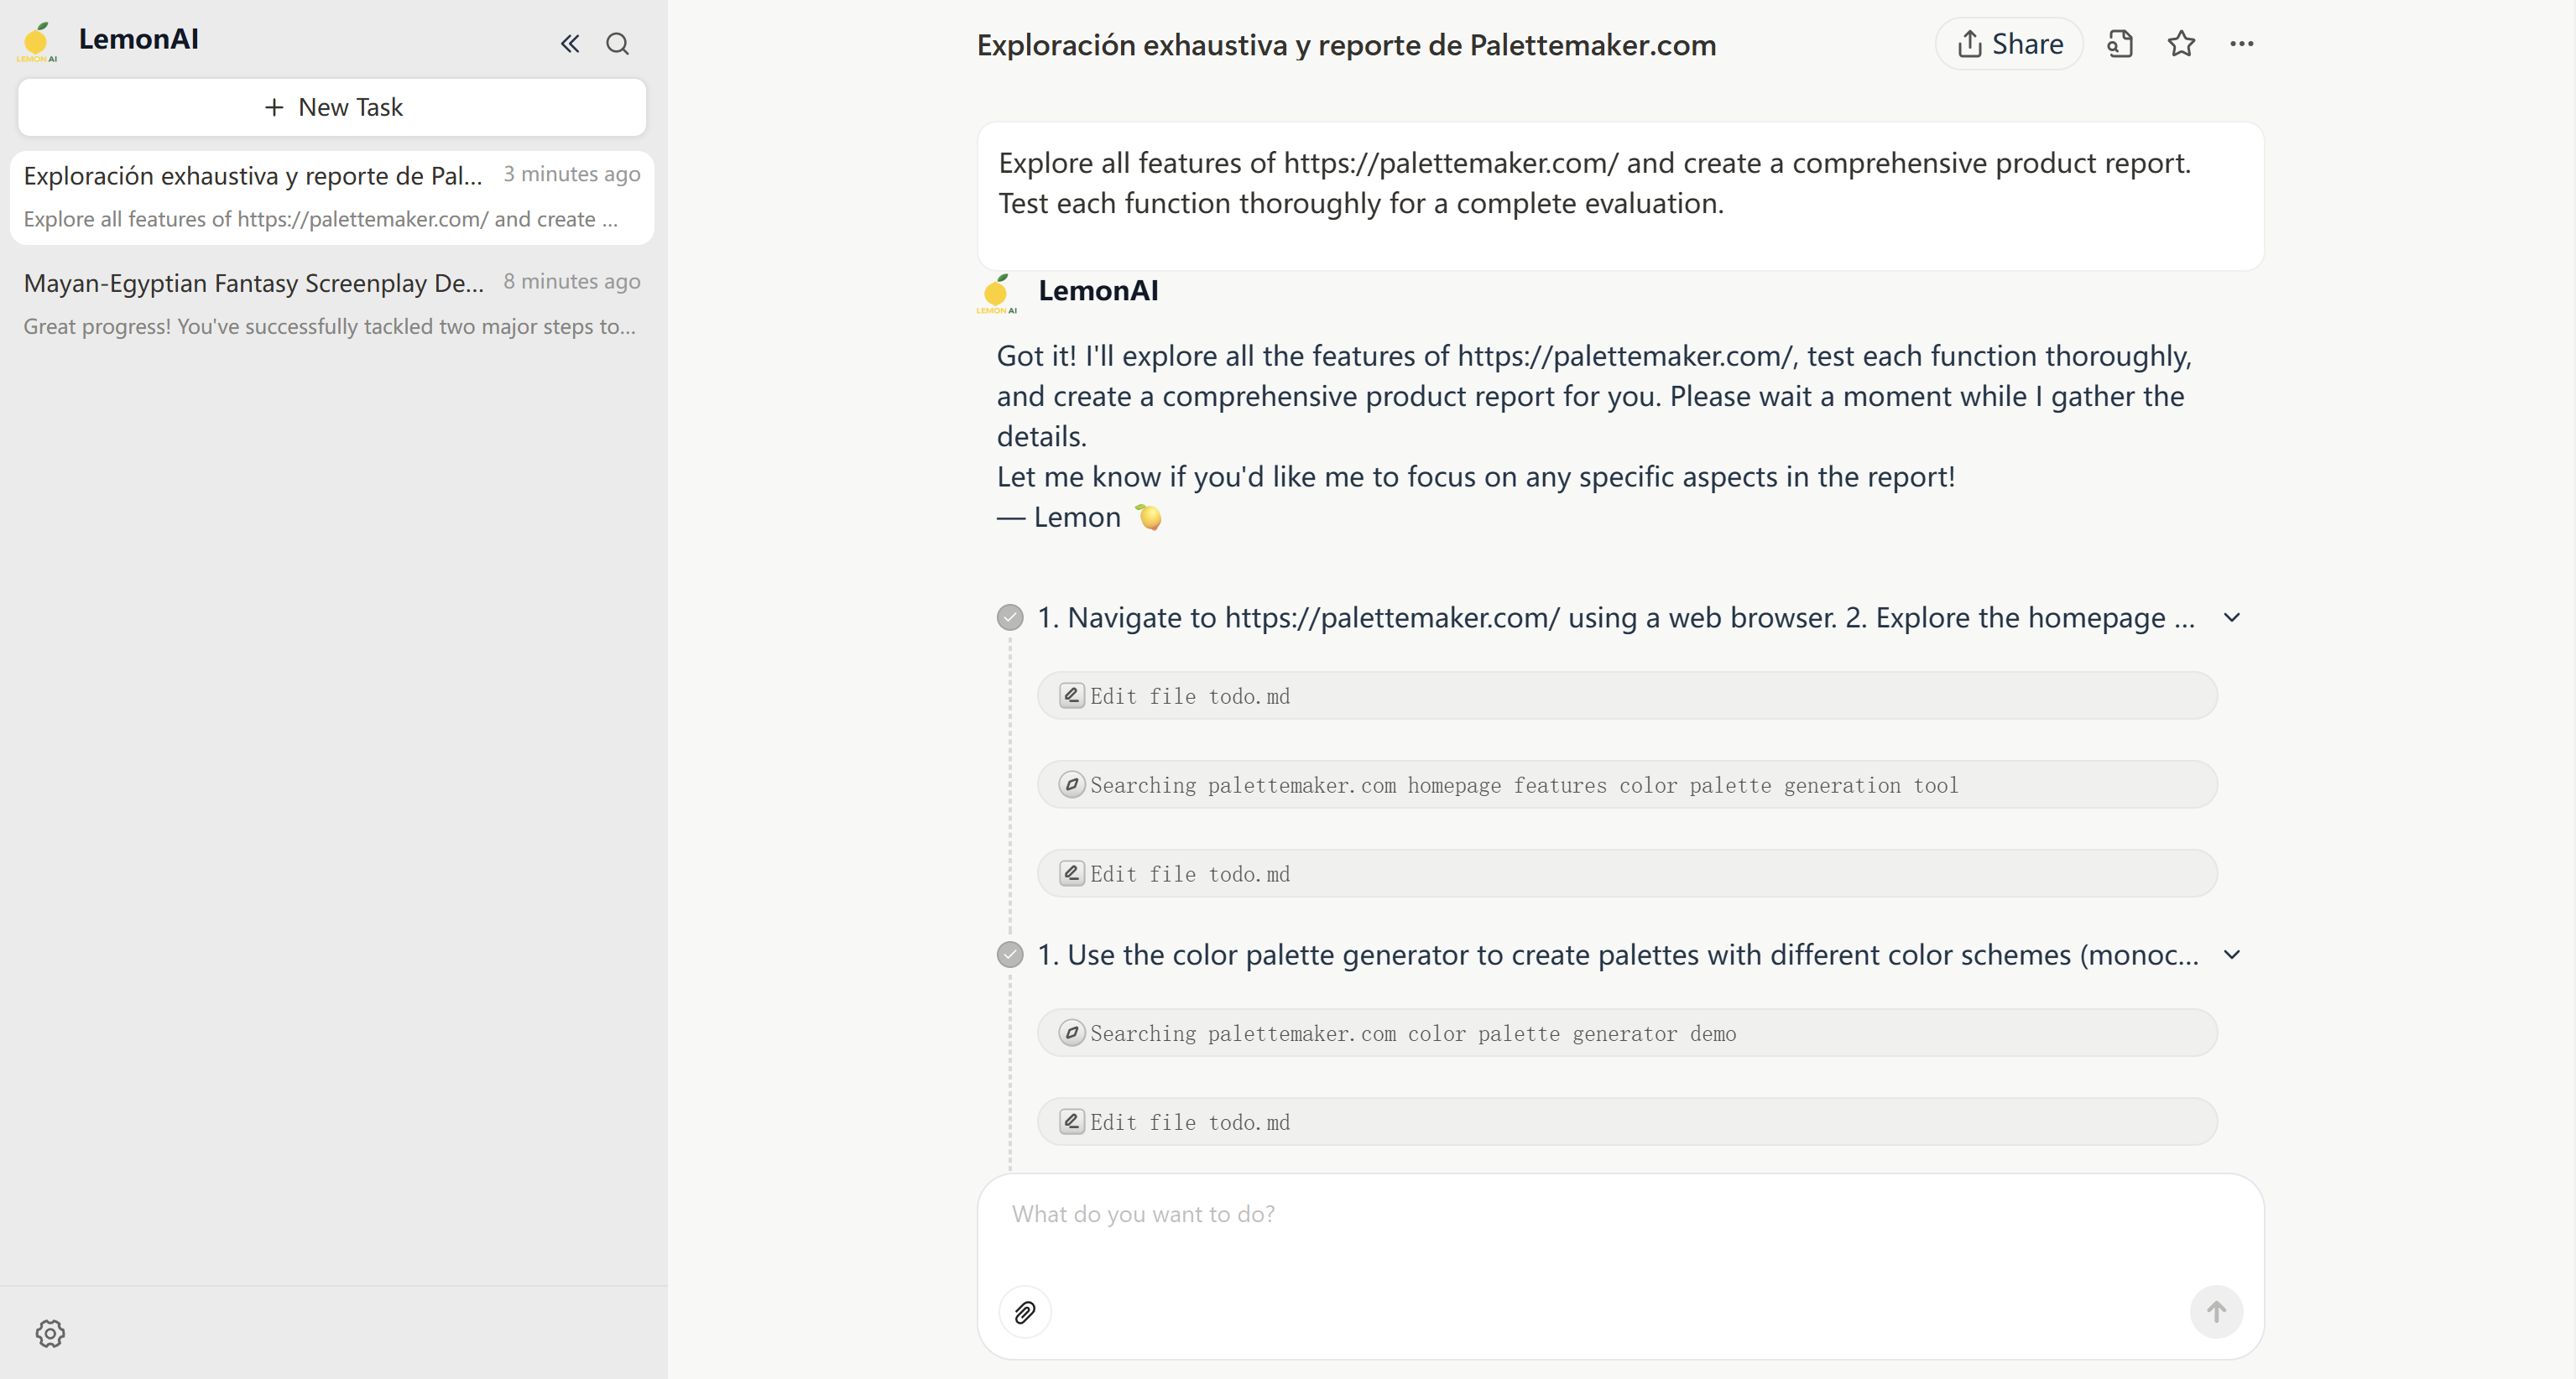 LemonAI
LEMON AI
New Task
Exploración exhaustiva y reporte de Pal... 3 minutes ago
Explore all features of https://palettemaker.com/ and create ...
Mayan-Egyptian Fantasy Screenplay De... 8 minutes ago
Great progress! You've successfully tackled two major steps to...
Exploración exhaustiva y reporte de Palettemaker.com
Share
Explore all features of https://palettemaker.com/ and create a comprehensive product report.
Test each function thoroughly for a complete evaluation.
LemonAI
LEMON AI
Got it! I'll explore all the features of https://palettemaker.com/, test each function thoroughly,
and create a comprehensive product report for you. Please wait a moment while I gather the
details.
Let me know if you'd like me to focus on any specific aspects in the report!
— Lemon 🍋
1. Navigate to https://palettemaker.com/ using a web browser. 2. Explore the homepage ...
Edit file todo.md
Searching palettemaker.com homepage features color palette generation tool
Edit file todo.md
1. Use the color palette generator to create palettes with different color schemes (monoc...
Searching palettemaker.com color palette generator demo
Edit file todo.md
What do you want to do?